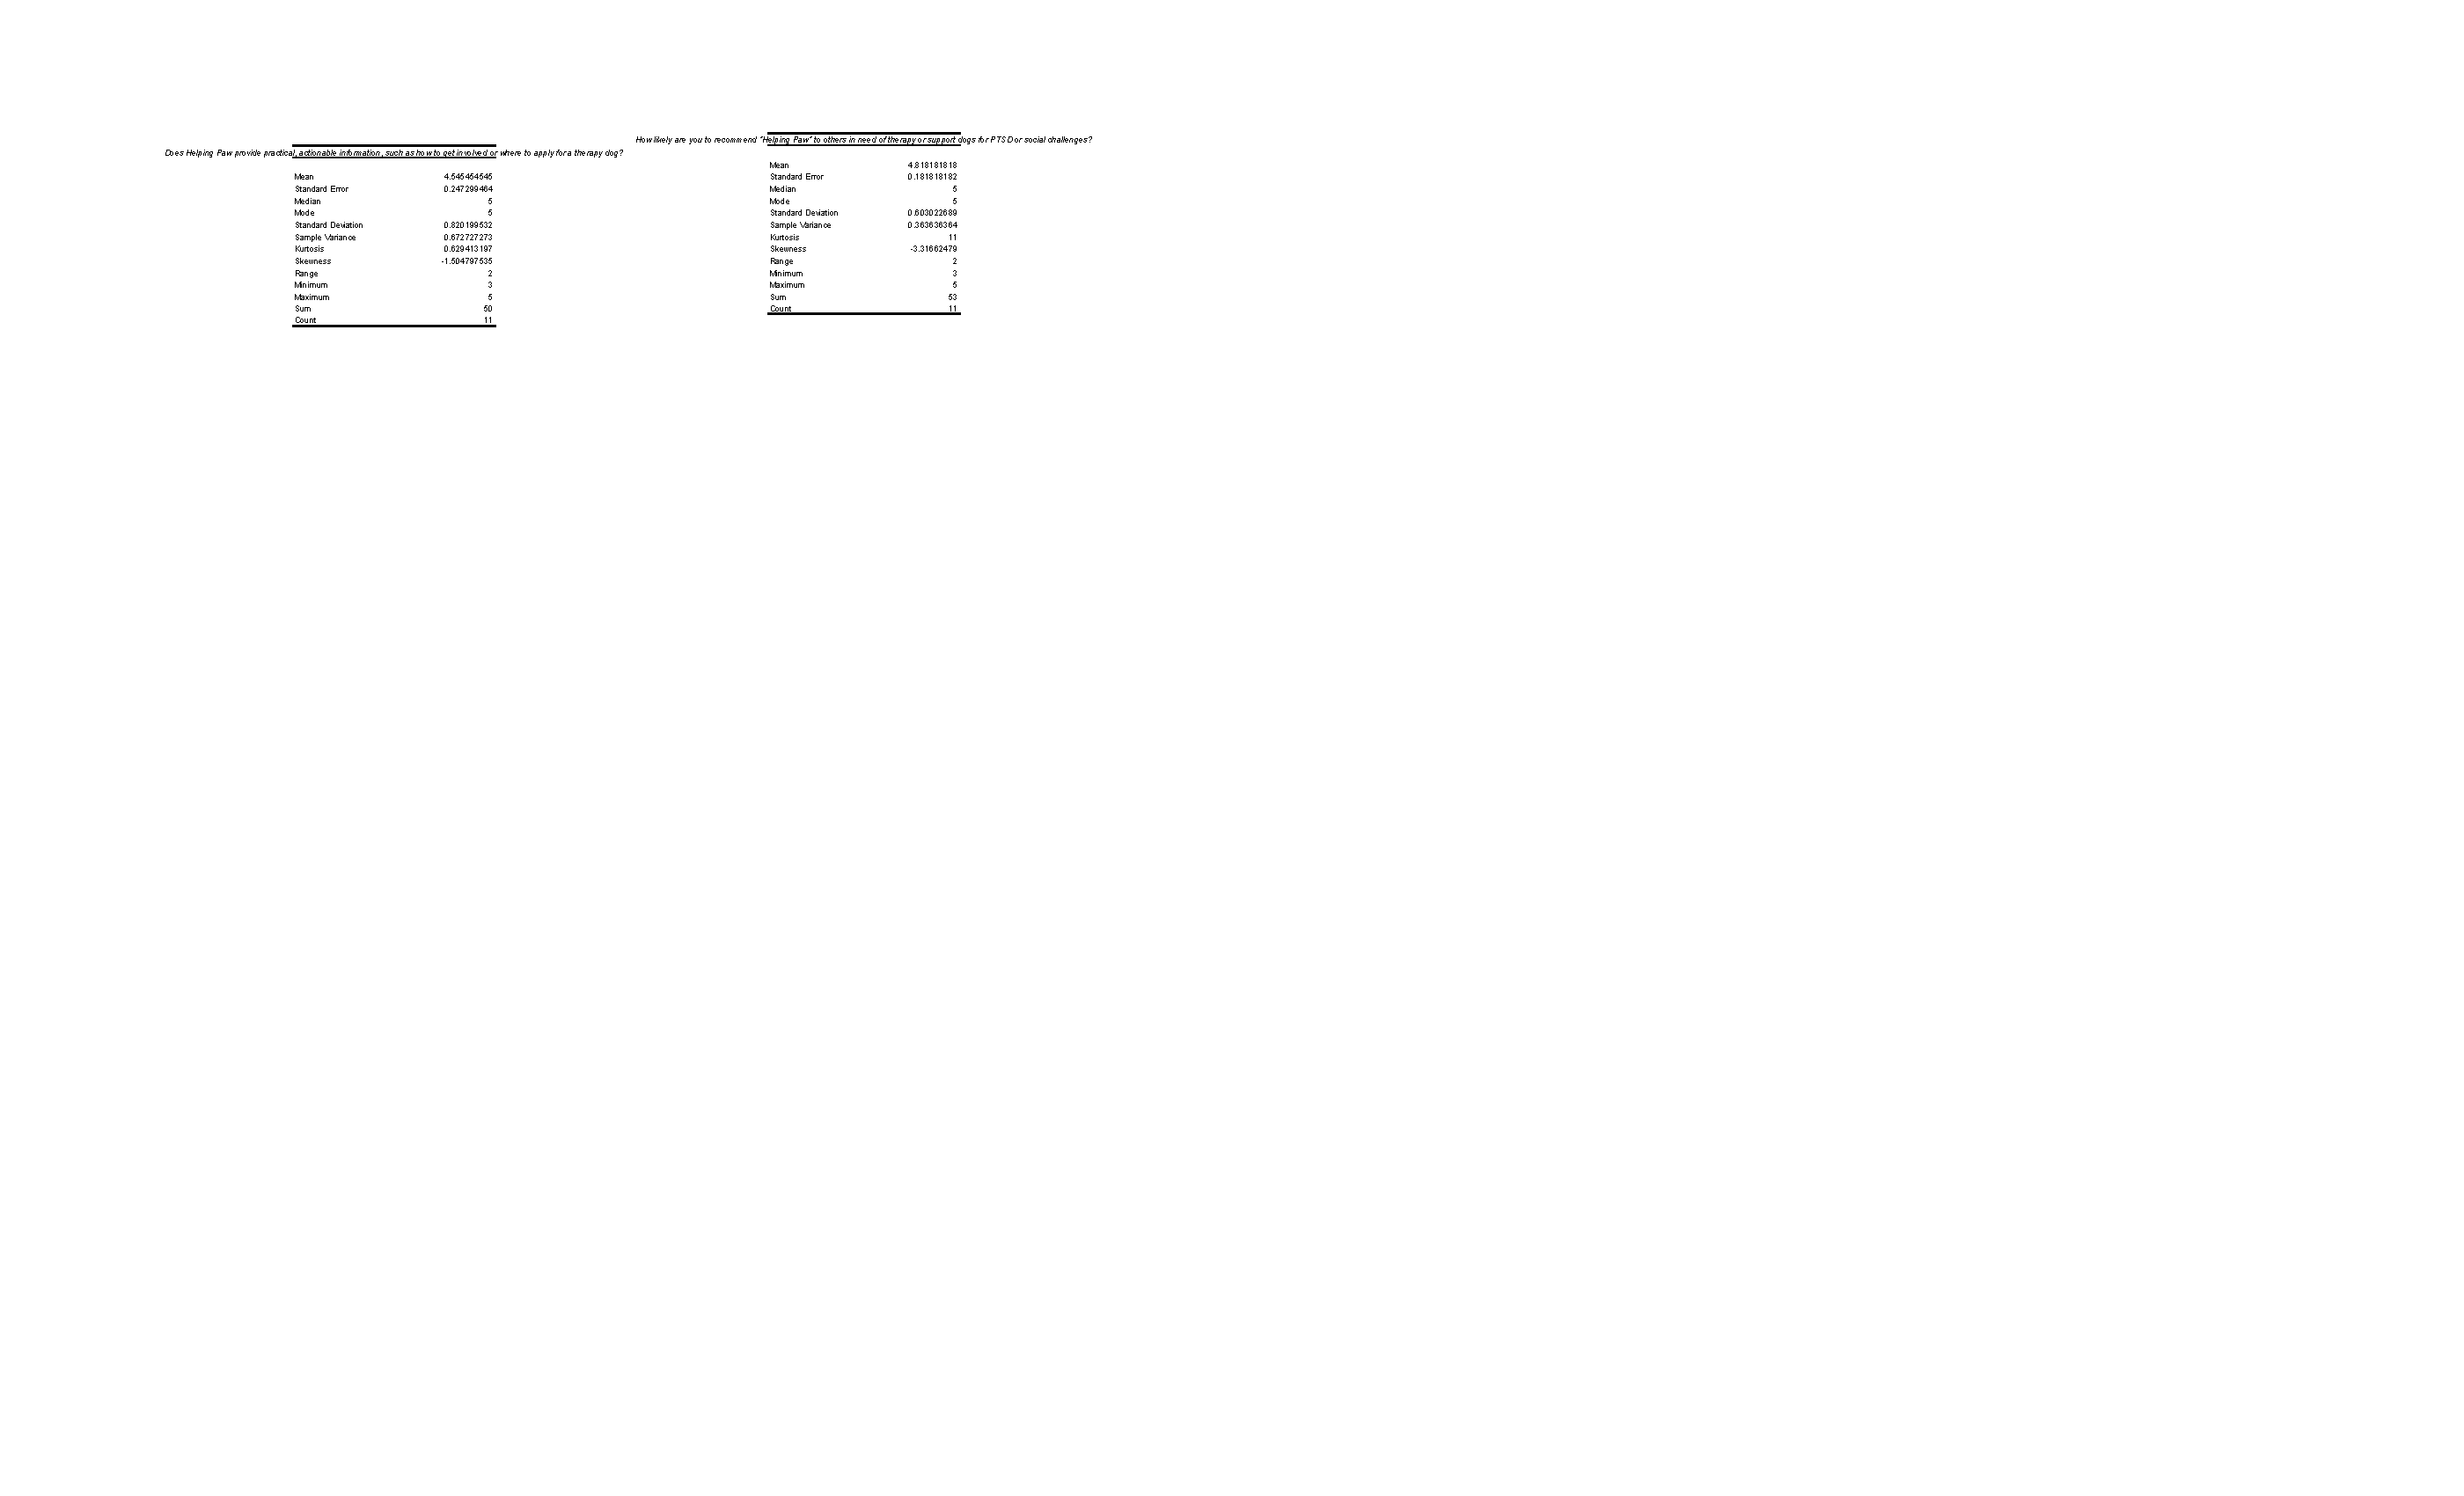 Does Helping Paw provide practical, actionable information, such as how to get involved or where to apply for a therapy dog?
Mean 4.545454545
Standard Error 0.247299464
Median 5
Mode 5
Standard Deviation 0.820199532
Sample Variance 0.672727273
Kurtosis 0.629413197
Skewness -1.504797535
Range 2
Minimum 3
Maximum 5
Sum 50
Count 11
How likely are you to recommend "Helping Paw" to others in need of therapy or support dogs for PTSD or social challenges?
Mean 4.818181818
Standard Error 0.181818182
Median 5
Mode 5
Standard Deviation 0.603022689
Sample Variance 0.363636364
Kurtosis 11
Skewness -3.31662479
Range 2
Minimum 3
Maximum 5
Sum 53
Count 11